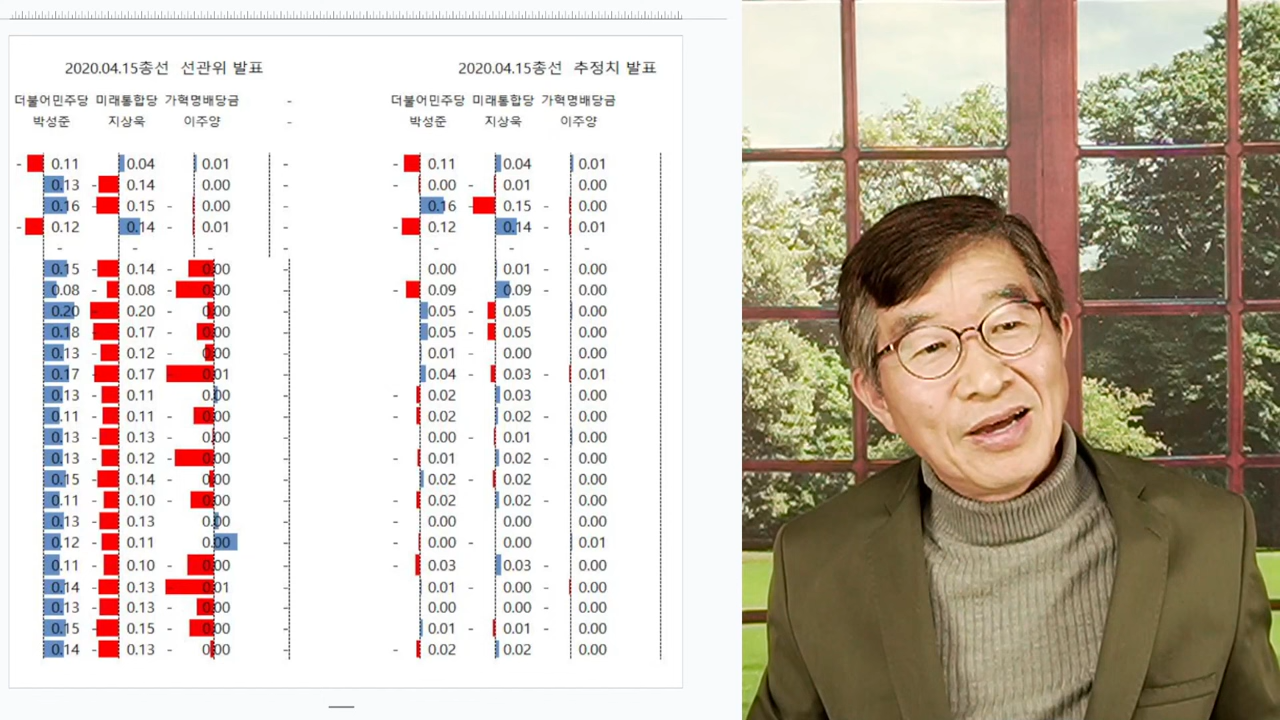 2020.04.15총선 선관위 발표 2020.04.15총선 추정치 발표
더불어민주당 미래통합당 가혁명배당금 - 더불어민주당 미래통합당 가혁명배당금
박성준 지상욱 이주양 - 박성준 지상욱 이주양
- 0.11 0.04 0.01 - - 0.11 0.04 0.01
0.13 - 0.14 0.00 - 0.00 - 0.01 0.00
0.16 - 0.15 0.00 - 0.16 - 0.15 0.00
- 0.12 0.14 0.01 - - 0.12 0.14 - 0.01
- - - - - - -
0.15 - 0.14 - 0.00 - 0.00 0.01 - 0.00
0.08 - 0.08 - 0.00 - - 0.09 0.09 - 0.00
0.20 - 0.20 - 0.00 - 0.05 - 0.05 0.00
0.18 - 0.17 - 0.00 - 0.05 - 0.05 - 0.00
0.13 - 0.12 - 0.00 - 0.01 - 0.00 - 0.00
0.17 - 0.17 - 0.01 - 0.04 - 0.03 - 0.01
0.13 - 0.11 0.00 - - 0.02 0.03 - 0.00
0.11 - 0.11 - 0.00 - - 0.02 0.02 - 0.00
0.13 - 0.13 0.00 - 0.00 - 0.01 0.00
0.13 - 0.12 - 0.00 - - 0.01 0.02 - 0.00
0.15 - 0.14 - 0.00 - 0.02 - 0.02 0.00
0.11 - 0.10 - 0.00 - - 0.02 0.02 - 0.00
0.13 - 0.13 0.00 - - 0.00 0.00 0.00
0.12 - 0.11 0.00 - - 0.00 0.00 0.01
0.11 - 0.10 - 0.00 - - 0.03 0.03 - 0.00
0.14 - 0.13 - 0.01 - 0.01 - 0.00 - 0.00
0.13 - 0.13 - 0.00 - - 0.00 0.00 - 0.00
0.15 - 0.15 - 0.00 - 0.01 - 0.01 - 0.00
0.14 - 0.13 - 0.00 - - 0.02 0.02 - 0.00